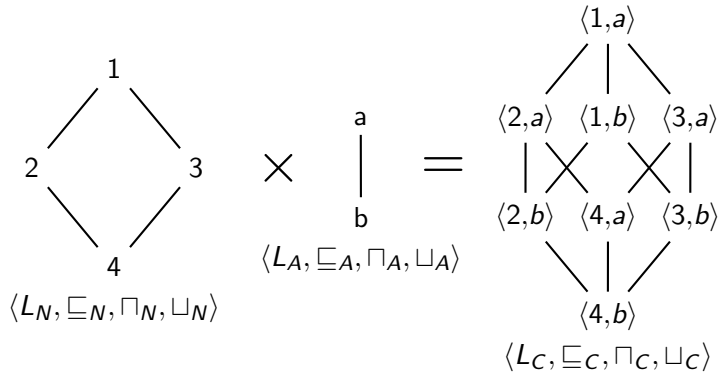 1
2 3
4
⟨L_N, ⊑_N, ⊓_N, ⊔_N⟩
×
a
b
⟨L_A, ⊑_A, ⊓_A, ⊔_A⟩
=
⟨1,a⟩
⟨2,a⟩ ⟨1,b⟩ ⟨3,a⟩
⟨2,b⟩ ⟨4,a⟩ ⟨3,b⟩
⟨4,b⟩
⟨L_C, ⊑_C, ⊓_C, ⊔_C⟩